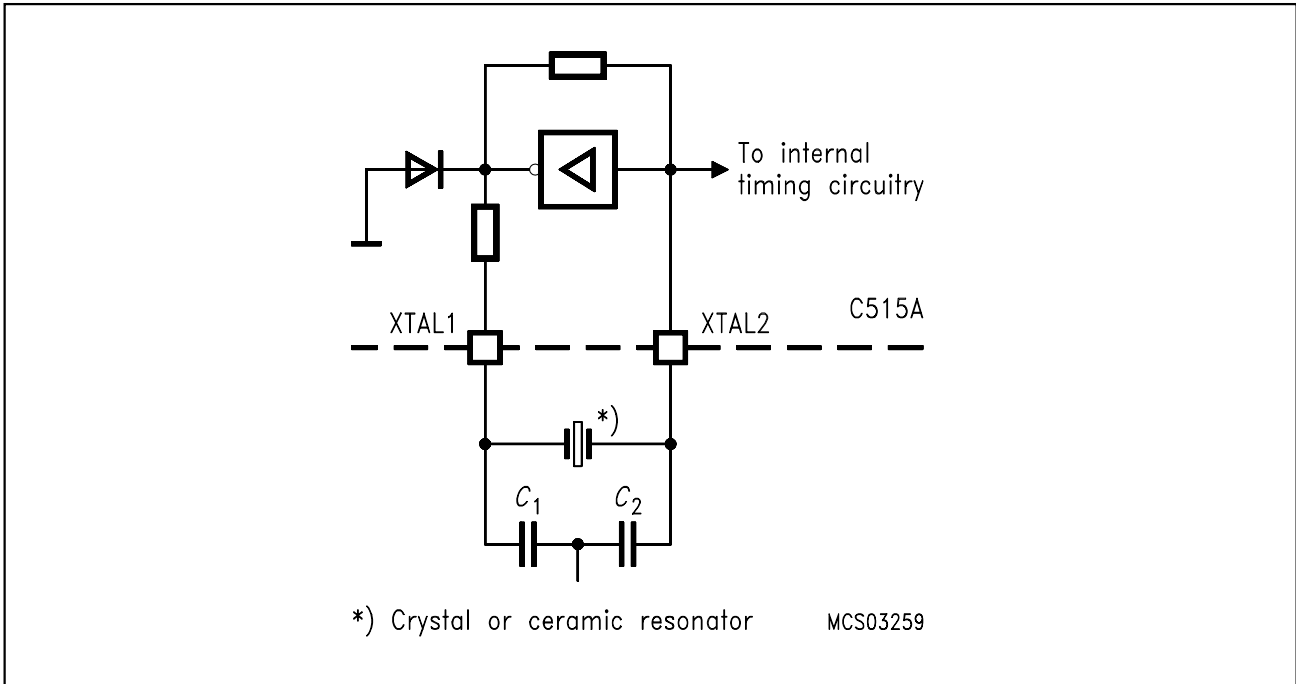 To internal
timing circuitry
C515A
XTAL1
XTAL2
*)
C1
C2
*) Crystal or ceramic resonator
MCS03259